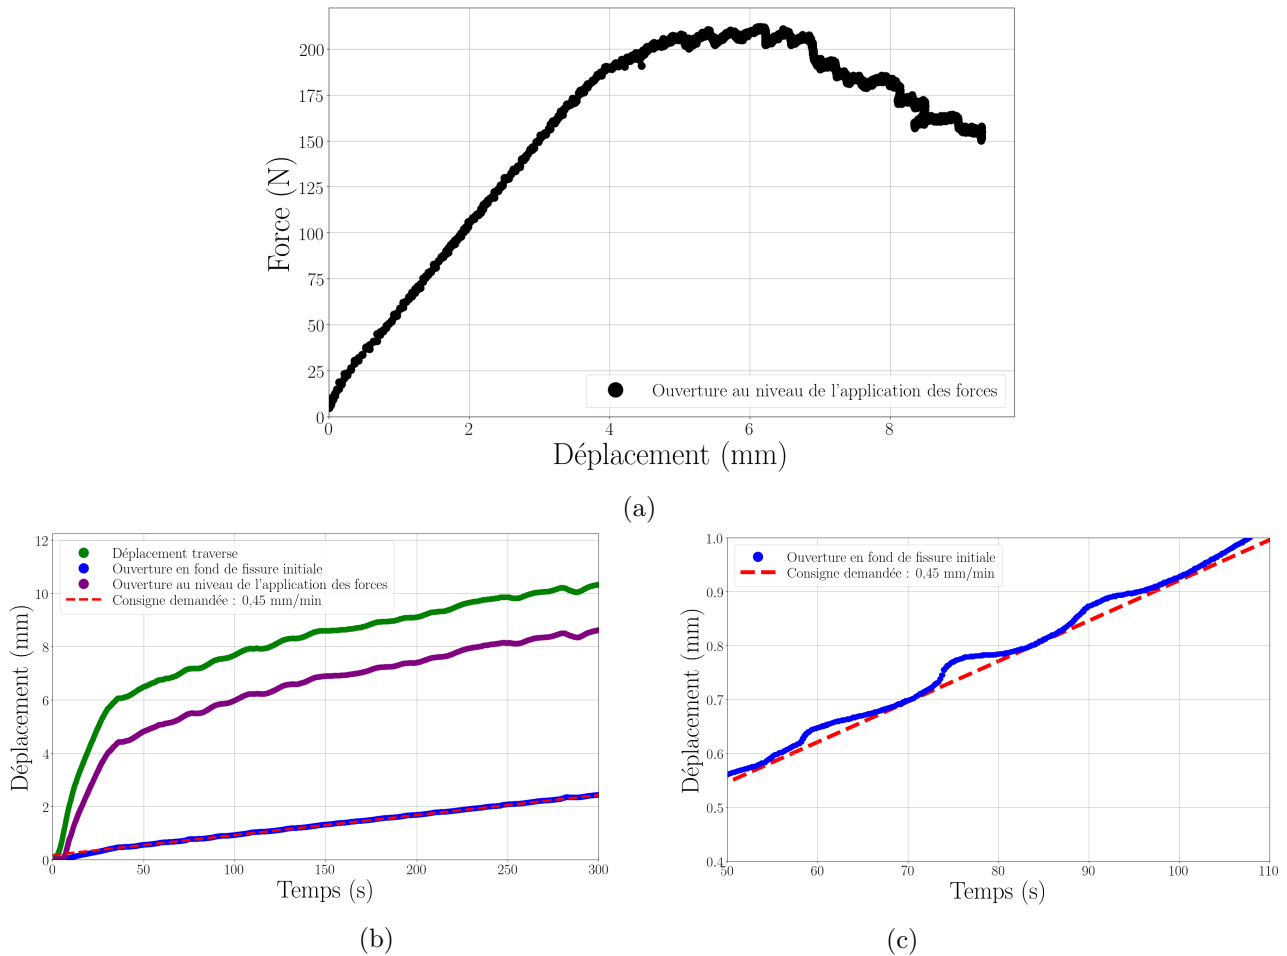 200
175
150
125
100
75
50
25
0
Force (N)
Ouverture au niveau de l'application des forces
0 2 4 6 8
Déplacement (mm)
(a)
12
10
8
6
4
2
0
Déplacement (mm)
Déplacement traverse
Ouverture en fond de fissure initiale
Ouverture au niveau de l'application des forces
Consigne demandée : 0,45 mm/min
0 50 100 150 200 250 300
Temps (s)
(b)
1.0
0.9
0.8
0.7
0.6
0.5
0.4
Déplacement (mm)
Ouverture en fond de fissure initiale
Consigne demandée : 0,45 mm/min
50 60 70 80 90 100 110
Temps (s)
(c)